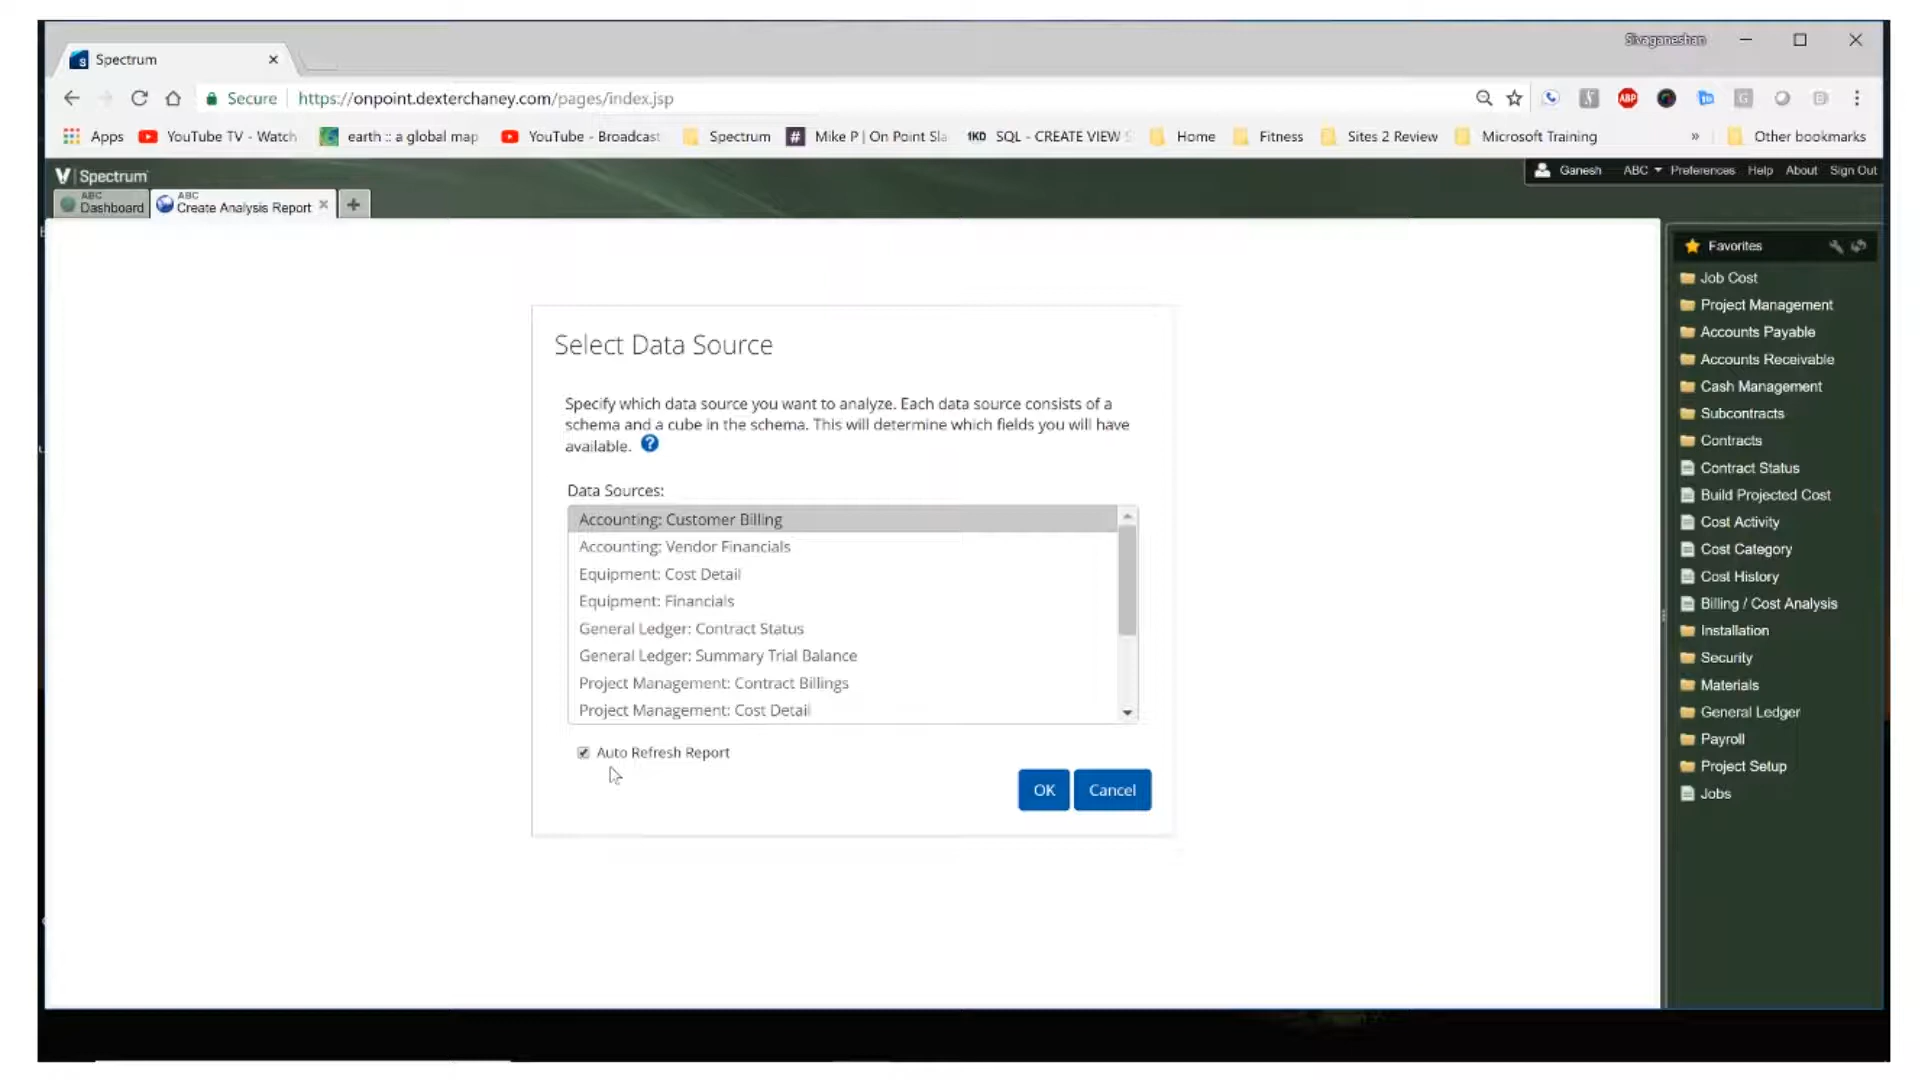 Sivaganeshan
Spectrum
Secure
https://onpoint.dexterchaney.com/pages/index.jsp
ABP
Apps
YouTube TV - Watch
earth :: a global map
YouTube - Broadcast
Spectrum
Mike P | On Point Sla
1KD SQL - CREATE VIEW S
Home
Fitness
Sites 2 Review
Microsoft Training
»
Other bookmarks
Spectrum
Ganesh
ABC
Preferences
Help
About
Sign Out
ABC
Dashboard
ABC
Create Analysis Report
Select Data Source
Specify which data source you want to analyze. Each data source consists of a
schema and a cube in the schema. This will determine which fields you will have
available.
Data Sources:
Accounting: Customer Billing
Accounting: Vendor Financials
Equipment: Cost Detail
Equipment: Financials
General Ledger: Contract Status
General Ledger: Summary Trial Balance
Project Management: Contract Billings
Project Management: Cost Detail
Auto Refresh Report
OK
Cancel
Favorites
Job Cost
Project Management
Accounts Payable
Accounts Receivable
Cash Management
Subcontracts
Contracts
Contract Status
Build Projected Cost
Cost Activity
Cost Category
Cost History
Billing / Cost Analysis
Installation
Security
Materials
General Ledger
Payroll
Project Setup
Jobs